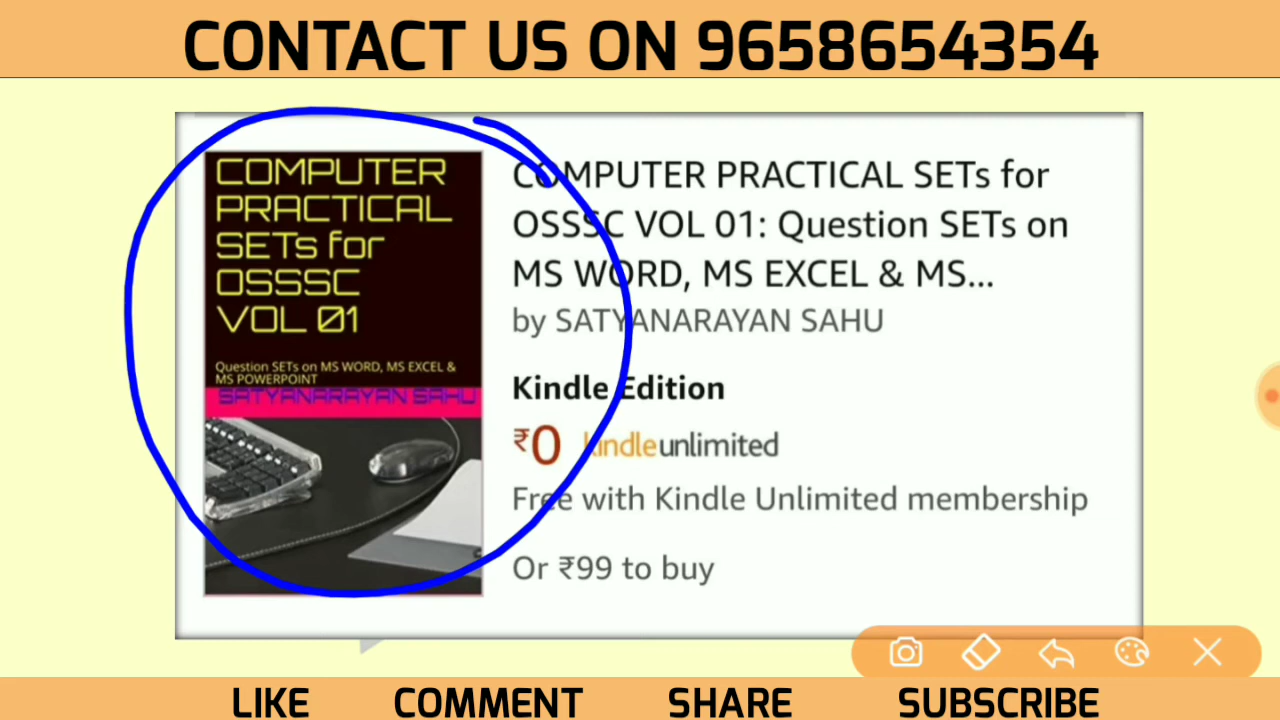 CONTACT US ON 9658654354
COMPUTER
PRACTICAL
SETs for
OSSSC
VOL 01
Question SETs on MS WORD, MS EXCEL &
MS POWERPOINT
SATYANARAYAN SAHU
COMPUTER PRACTICAL SETs for
OSSSC VOL 01: Question SETs on
MS WORD, MS EXCEL & MS...
by SATYANARAYAN SAHU
Kindle Edition
₹0 kindleunlimited
Free with Kindle Unlimited membership
Or ₹99 to buy
LIKE COMMENT SHARE SUBSCRIBE